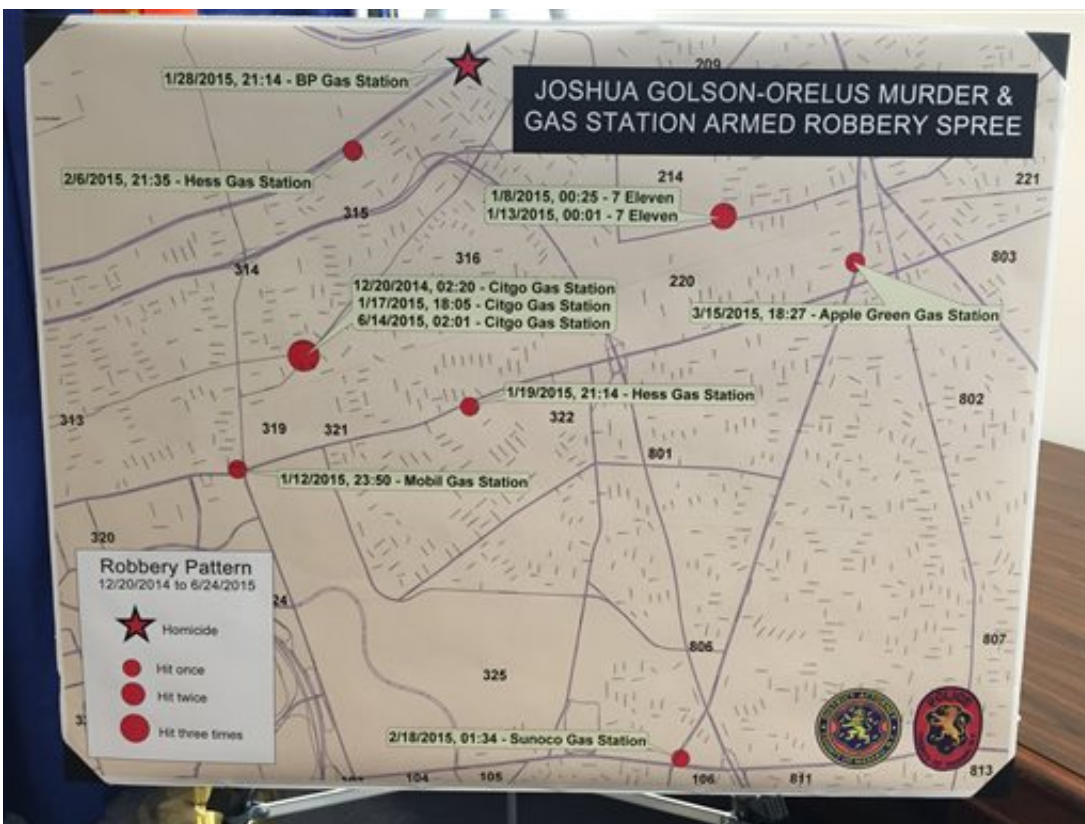 JOSHUA GOLSON-ORELUS MURDER &
GAS STATION ARMED ROBBERY SPREE
209
1/28/2015, 21:14 - BP Gas Station
2/6/2015, 21:35 - Hess Gas Station
214
221
1/8/2015, 00:25 - 7 Eleven
1/13/2015, 00:01 - 7 Eleven
315
314
316
803
220
12/20/2014, 02:20 - Citgo Gas Station
1/17/2015, 18:05 - Citgo Gas Station
6/14/2015, 02:01 - Citgo Gas Station
3/15/2015, 18:27 - Apple Green Gas Station
1/19/2015, 21:14 - Hess Gas Station
802
313
319
321
322
801
1/12/2015, 23:50 - Mobil Gas Station
320
Robbery Pattern
12/20/2014 to 6/24/2015
Homicide
Hit once
Hit twice
Hit three times
24
806
807
325
2/18/2015, 01:34 - Sunoco Gas Station
104
105
106
811
813